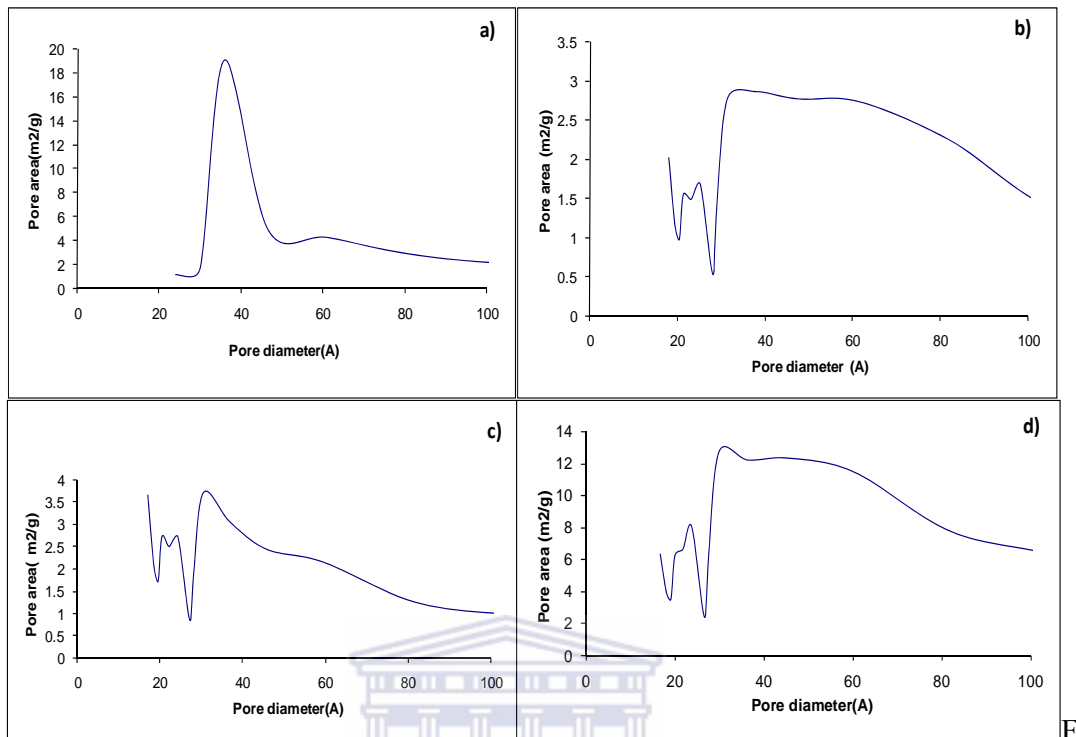 a)
20
18
16
14
12
10
8
6
4
2
0
Pore area(m2/g)
0 20 40 60 80 100
Pore diameter(A)
b)
3.5
3
2.5
2
1.5
1
0.5
0
Pore area (m2/g)
0 20 40 60 80 100
Pore diameter (A)
c)
4
3.5
3
2.5
2
1.5
1
0.5
0
Pore area( m2/g)
0 20 40 60 80 100
Pore diameter(A)
d)
14
12
10
8
6
4
2
0
Pore area (m2/g)
0 20 40 60 80 100
Pore diameter(A)